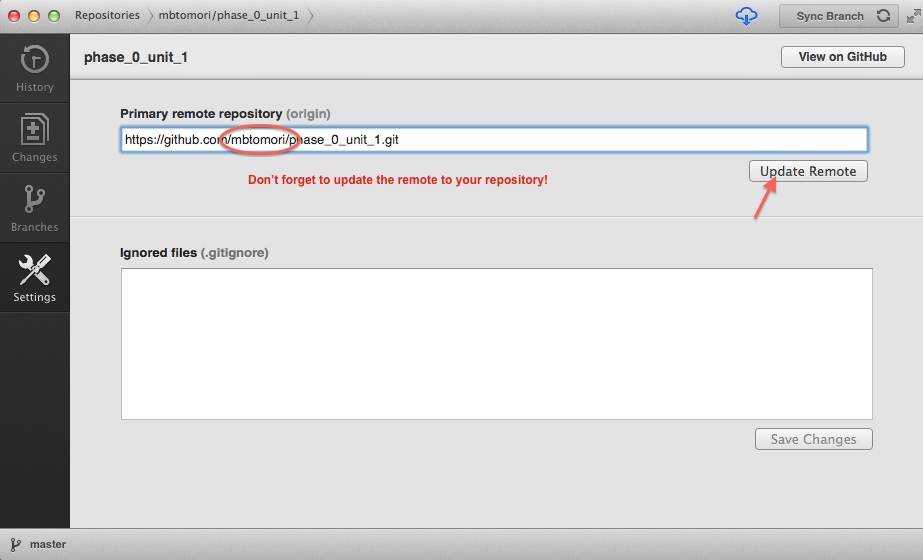 Repositories mbtomori/phase_0_unit_1 Sync Branch
phase_0_unit_1 View on GitHub
History
Changes
Branches
Settings
Primary remote repository (origin)
https://github.com/mbtomori/phase_0_unit_1.git
Don't forget to update the remote to your repository!
Update Remote
Ignored files (.gitignore)
Save Changes
master